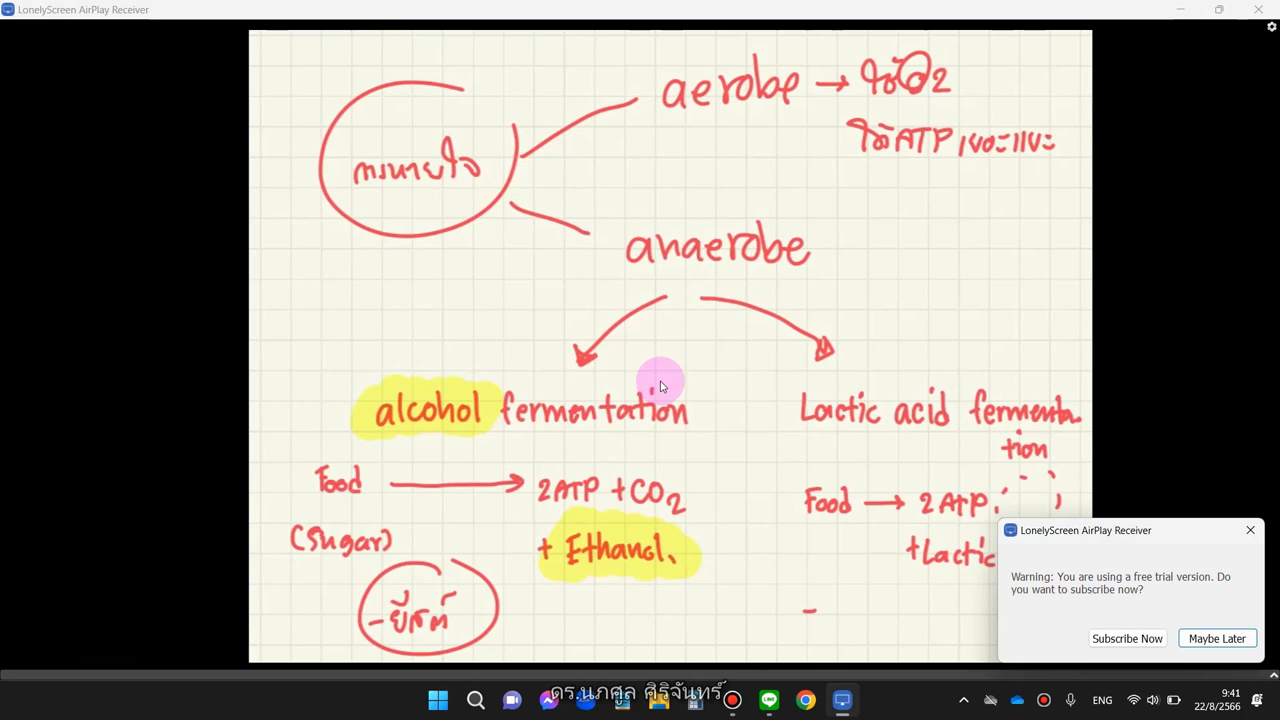 LonelyScreen AirPlay Receiver
aerobe → ใช้O2
ได้ATP เยอะแยะ
การหายใจ
anaerobe
alcohol fermentation
Lactic acid fermenta
tion
Food → 2ATP + CO2
(Sugar)
+ Ethanol
- ยีสต์
Food → 2ATP
+Lactic
-
LonelyScreen AirPlay Receiver
Warning: You are using a free trial version. Do
you want to subscribe now?
Subscribe Now
Maybe Later
ดร.นภศูล ศิริจันทร์
ENG
9:41
22/8/2566